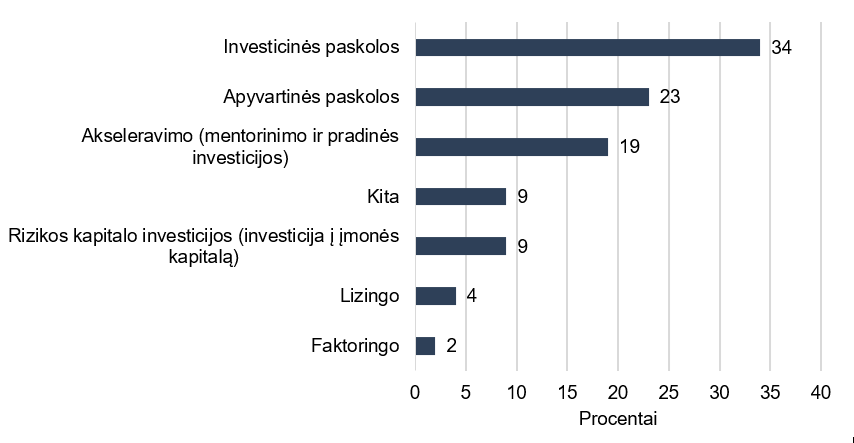 Investicinės paskolos
34
Apyvartinės paskolos
23
Akseleravimo (mentorinimo ir pradinės
investicijos)
19
Kita
9
Rizikos kapitalo investicijos (investicija į įmonės
kapitalą)
9
Lizingo
4
Faktoringo
2
0 5 10 15 20 25 30 35 40
Procentai